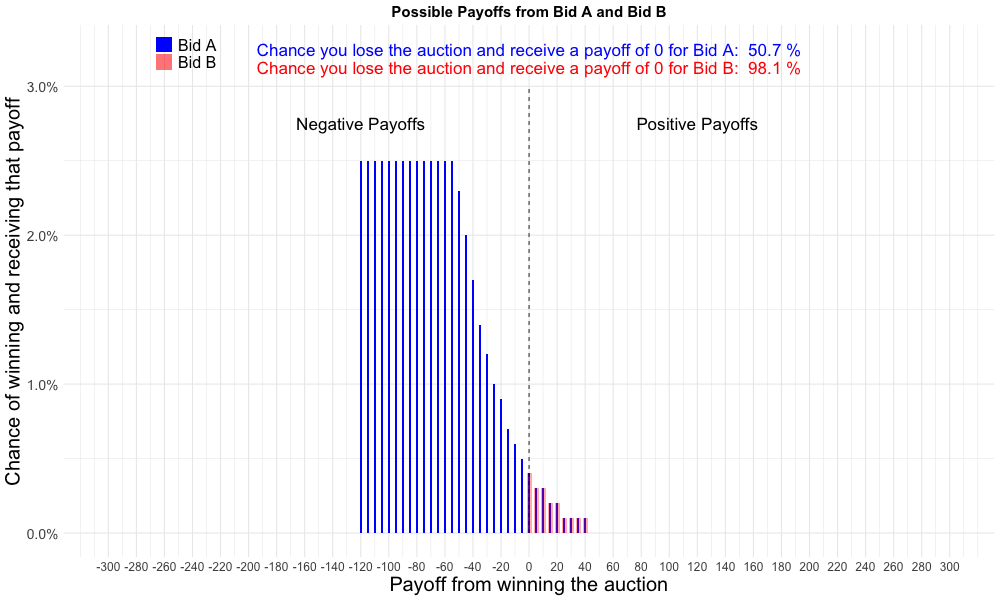 Possible Payoffs from Bid A and Bid B
Bid A
Bid B
Chance you lose the auction and receive a payoff of 0 for Bid A:  50.7 %
Chance you lose the auction and receive a payoff of 0 for Bid B:  98.1 %
Negative Payoffs
Positive Payoffs
Chance of winning and receiving that payoff
3.0%
2.0%
1.0%
0.0%
-300 -280 -260 -240 -220 -200 -180 -160 -140 -120 -100 -80 -60 -40 -20 0 20 40 60 80 100 120 140 160 180 200 220 240 260 280 300
Payoff from winning the auction